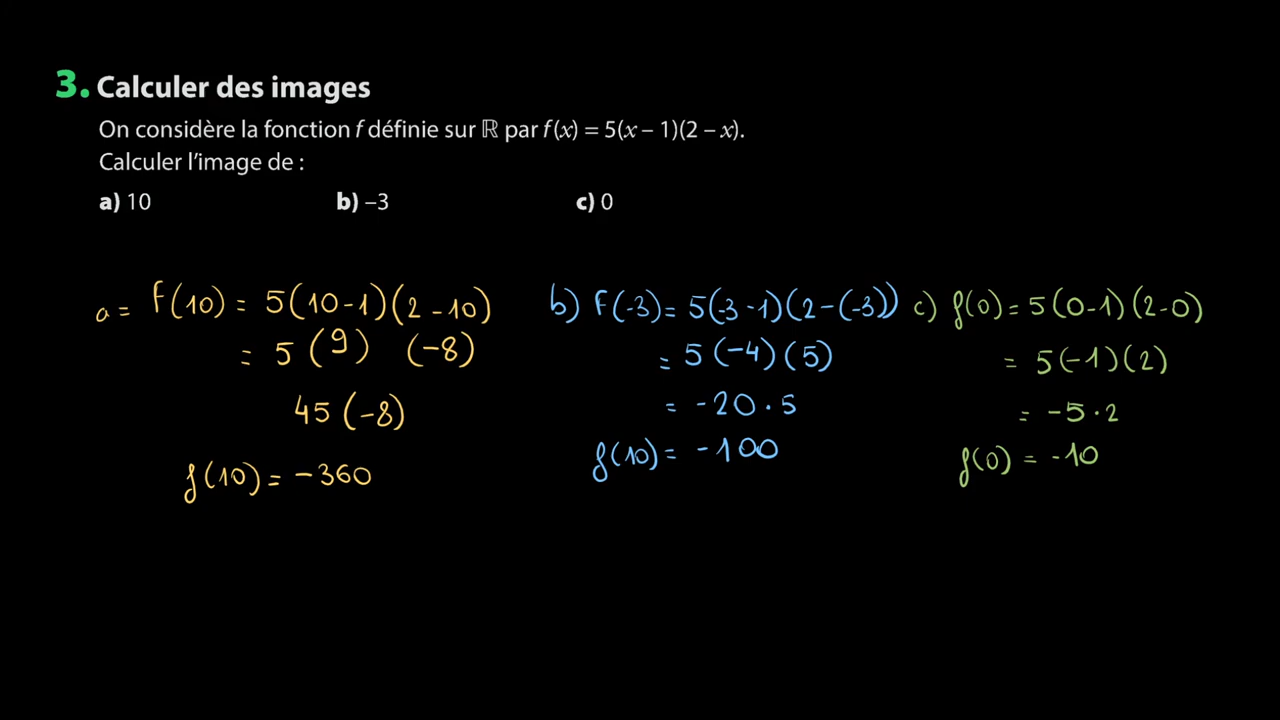 3. Calculer des images
On considère la fonction f définie sur ℝ par f(x) = 5(x – 1)(2 – x).
Calculer l’image de :
a) 10 b) –3 c) 0
a = F(10) = 5(10-1)(2-10)
= 5 (9) (-8)
45 (-8)
f(10) = -360
b) F(-3) = 5(-3-1)(2-(-3))
= 5 (-4) (5)
= -20 . 5
f(10) = -100
c) f(0) = 5(0-1)(2-0)
= 5(-1)(2)
= -5 . 2
f(0) = -10